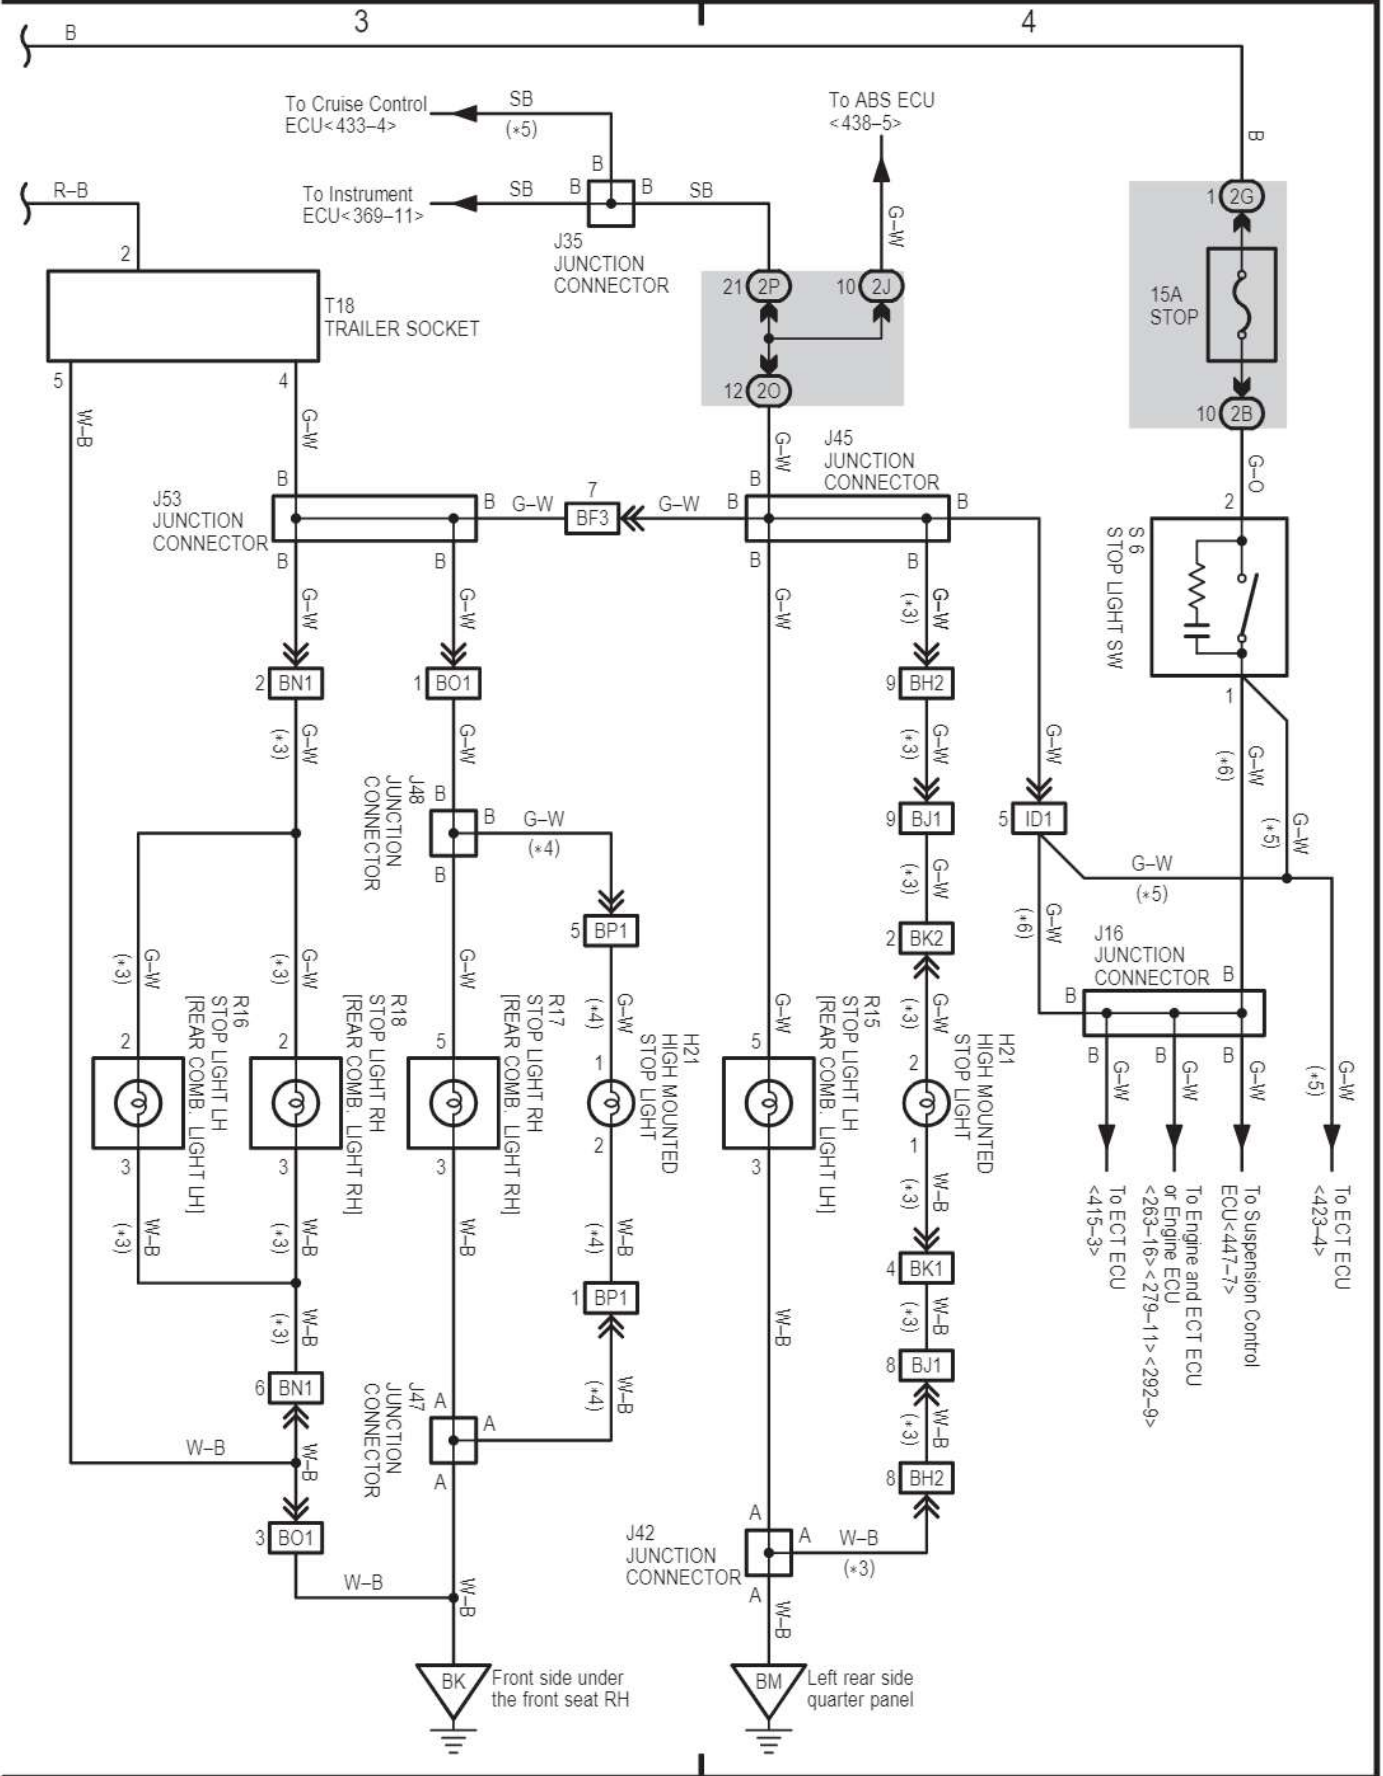 3
4
B
To Cruise Control
ECU<433–4>
SB
(*5)
To ABS ECU
<438–5>
B
R–B
To Instrument
ECU<369–11>
SB
B
B
B
SB
G–W
1 2G
2
J35
JUNCTION
CONNECTOR
21 2P
10 2J
15A
STOP
T18
TRAILER SOCKET
5
4
12 2O
10 2B
W–B
G–W
G–W
J45
JUNCTION
CONNECTOR
G–O
J53
JUNCTION
CONNECTOR
B
B
G–W
7
BF3
G–W
B
B
B
2
S 6
STOP LIGHT SW
B
B
B
B
G–W
G–W
G–W
(*3)
G–W
2 BN1
1 BO1
9 BH2
1
(*3)
G–W
G–W
(*3)
G–W
G–W
(*6)
G–W
J48
JUNCTION
CONNECTOR
B
B
B
G–W
(*4)
9 BJ1
5 ID1
(*5)
G–W
G–W
(*5)
(*3)
G–W
5 BP1
2 BK2
(*6)
G–W
J16
JUNCTION
CONNECTOR
B
B
(*3)
G–W
(*3)
G–W
G–W
(*4)
G–W
G–W
(*3)
G–W
R16
STOP LIGHT LH
[REAR COMB. LIGHT LH]
R18
STOP LIGHT RH
[REAR COMB. LIGHT RH]
R17
STOP LIGHT RH
[REAR COMB. LIGHT RH]
H21
HIGH MOUNTED
STOP LIGHT
R15
STOP LIGHT LH
[REAR COMB. LIGHT LH]
H21
HIGH MOUNTED
STOP LIGHT
2
2
5
1
5
2
B
B
B
G–W
G–W
G–W
(*5)
G–W
3
3
3
2
3
1
To ECT ECU
<415–3>
To Engine and ECT ECU
or Engine ECU
<263–16><279–11><292–9>
To Suspension Control
ECU<447–7>
To ECT ECU
<423–4>
(*3)
W–B
(*3)
W–B
W–B
(*4)
W–B
W–B
(*3)
W–B
4 BK1
1 BP1
(*3)
W–B
(*3)
W–B
8 BJ1
6 BN1
J47
JUNCTION
CONNECTOR
A
A
A
(*4)
W–B
(*3)
W–B
W–B
W–B
8 BH2
3 BO1
J42
JUNCTION
CONNECTOR
A
A
A
W–B
(*3)
W–B
W–B
W–B
BK
Front side under
the front seat RH
BM
Left rear side
quarter panel